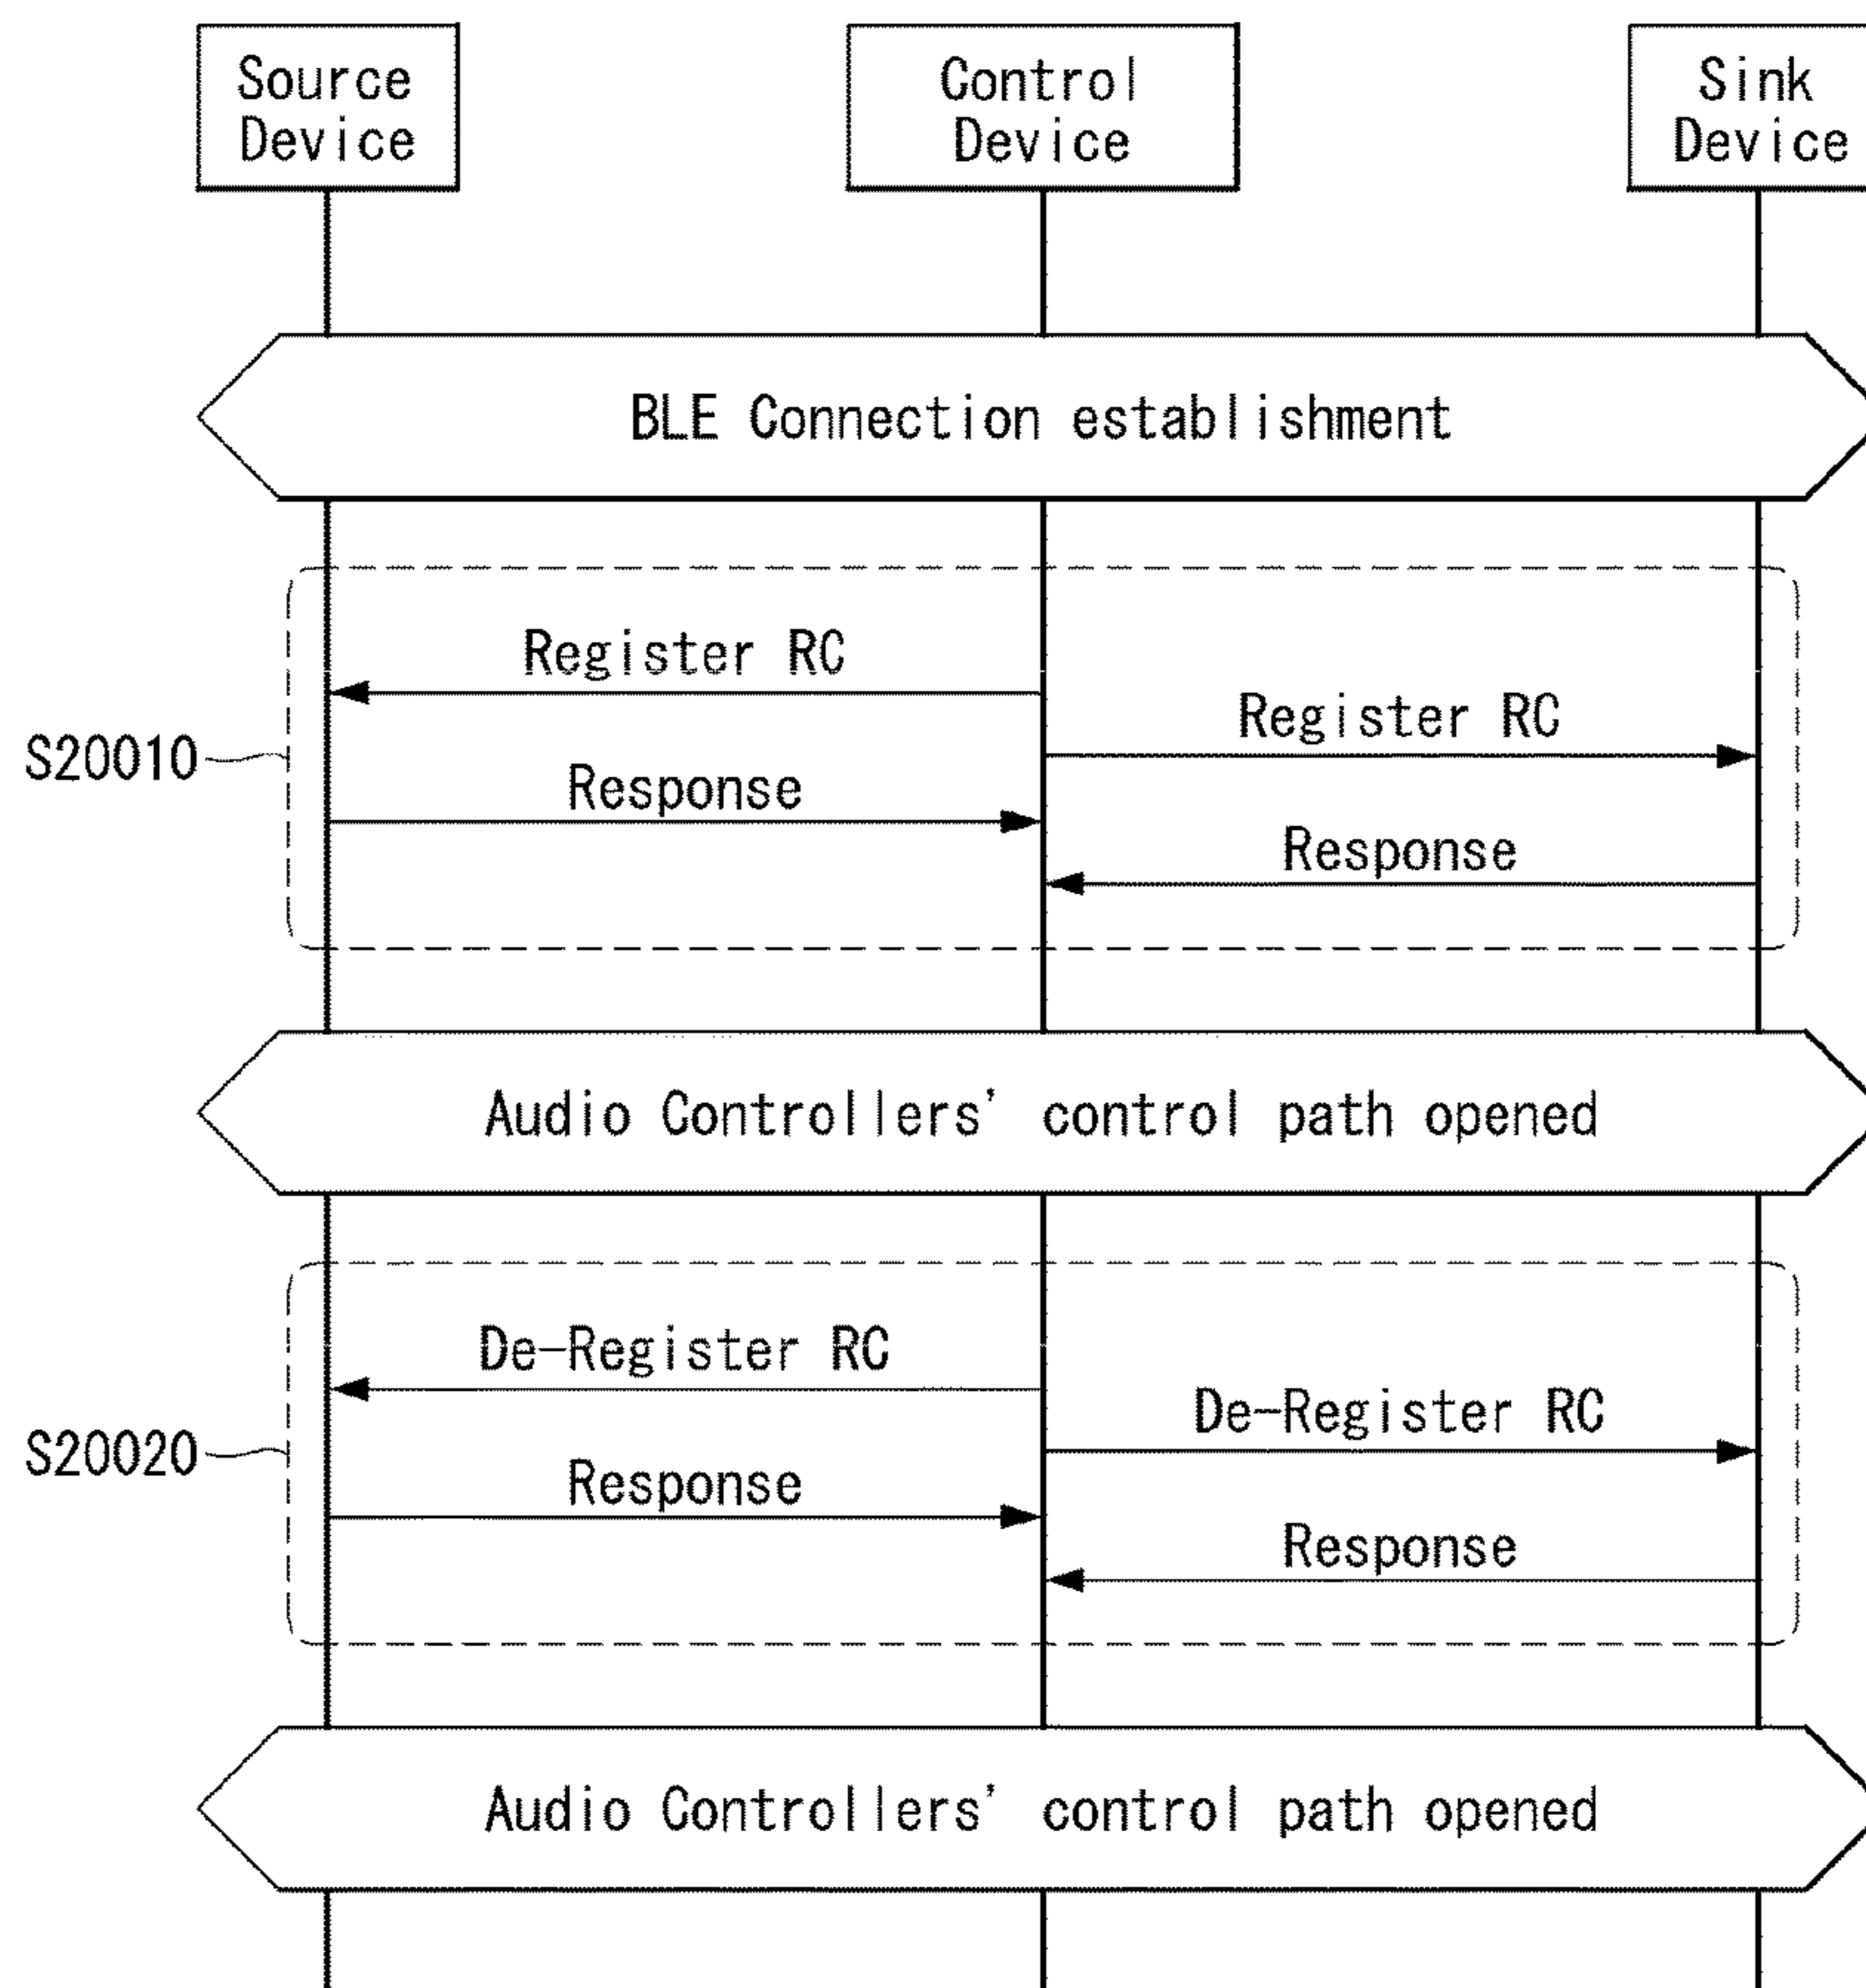 Source
Device
Control
Device
Sink
Device
BLE Connection establishment
Register RC
Register RC
S20010
Response
Response
Audio Controllers' control path opened
De-Register RC
De-Register RC
S20020
Response
Response
Audio Controllers' control path opened